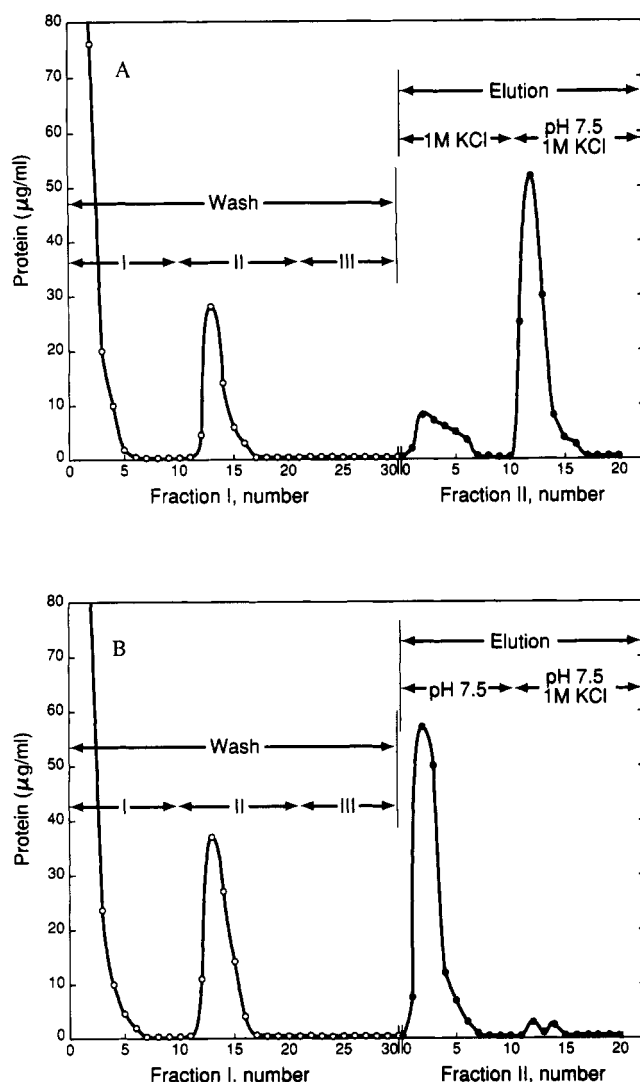 A
Protein (µg/ml)
80
70
60
50
40
30
20
10
0
Elution
1M KCl
pH 7.5
1M KCl
Wash
I
II
III
0 5 10 15 20 25 30 0 5 10 15 20
Fraction I, number
Fraction II, number
B
Protein (µg/ml)
80
70
60
50
40
30
20
10
0
Elution
pH 7.5
pH 7.5
1M KCl
Wash
I
II
III
0 5 10 15 20 25 30 0 5 10 15 20
Fraction I, number
Fraction II, number